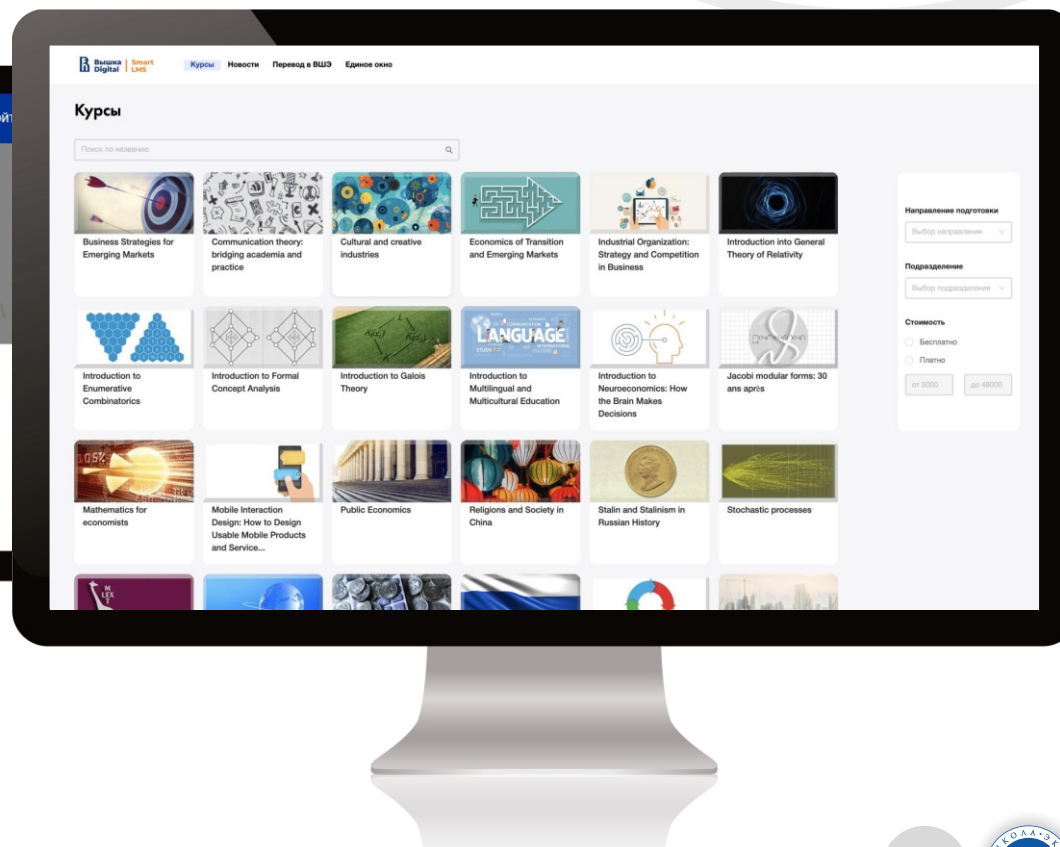 Вышка
Digital
Smart
LMS
Курсы
Новости
Перевод в ВШЭ
Единое окно
Курсы
Поиск по названию
Business Strategies for
Emerging Markets
Communication theory:
bridging academia and
practice
Cultural and creative
industries
Economics of Transition
and Emerging Markets
Industrial Organization:
Strategy and Competition
in Business
Introduction into General
Theory of Relativity
Introduction to
Enumerative
Combinatorics
Introduction to Formal
Concept Analysis
Introduction to Galois
Theory
LANGUAGE
Introduction to
Multilingual and
Multicultural Education
Introduction to
Neuroeconomics: How
the Brain Makes
Decisions
Jacobi modular forms: 30
ans après
Mathematics for
economists
Mobile Interaction
Design: How to Design
Usable Mobile Products
and Service...
Public Economics
Religions and Society in
China
Stalin and Stalinism in
Russian History
Stochastic processes
Направление подготовки
Выбор направления
Подразделение
Выбор подразделения
Стоимость
Бесплатно
Платно
от 5000
до 48000